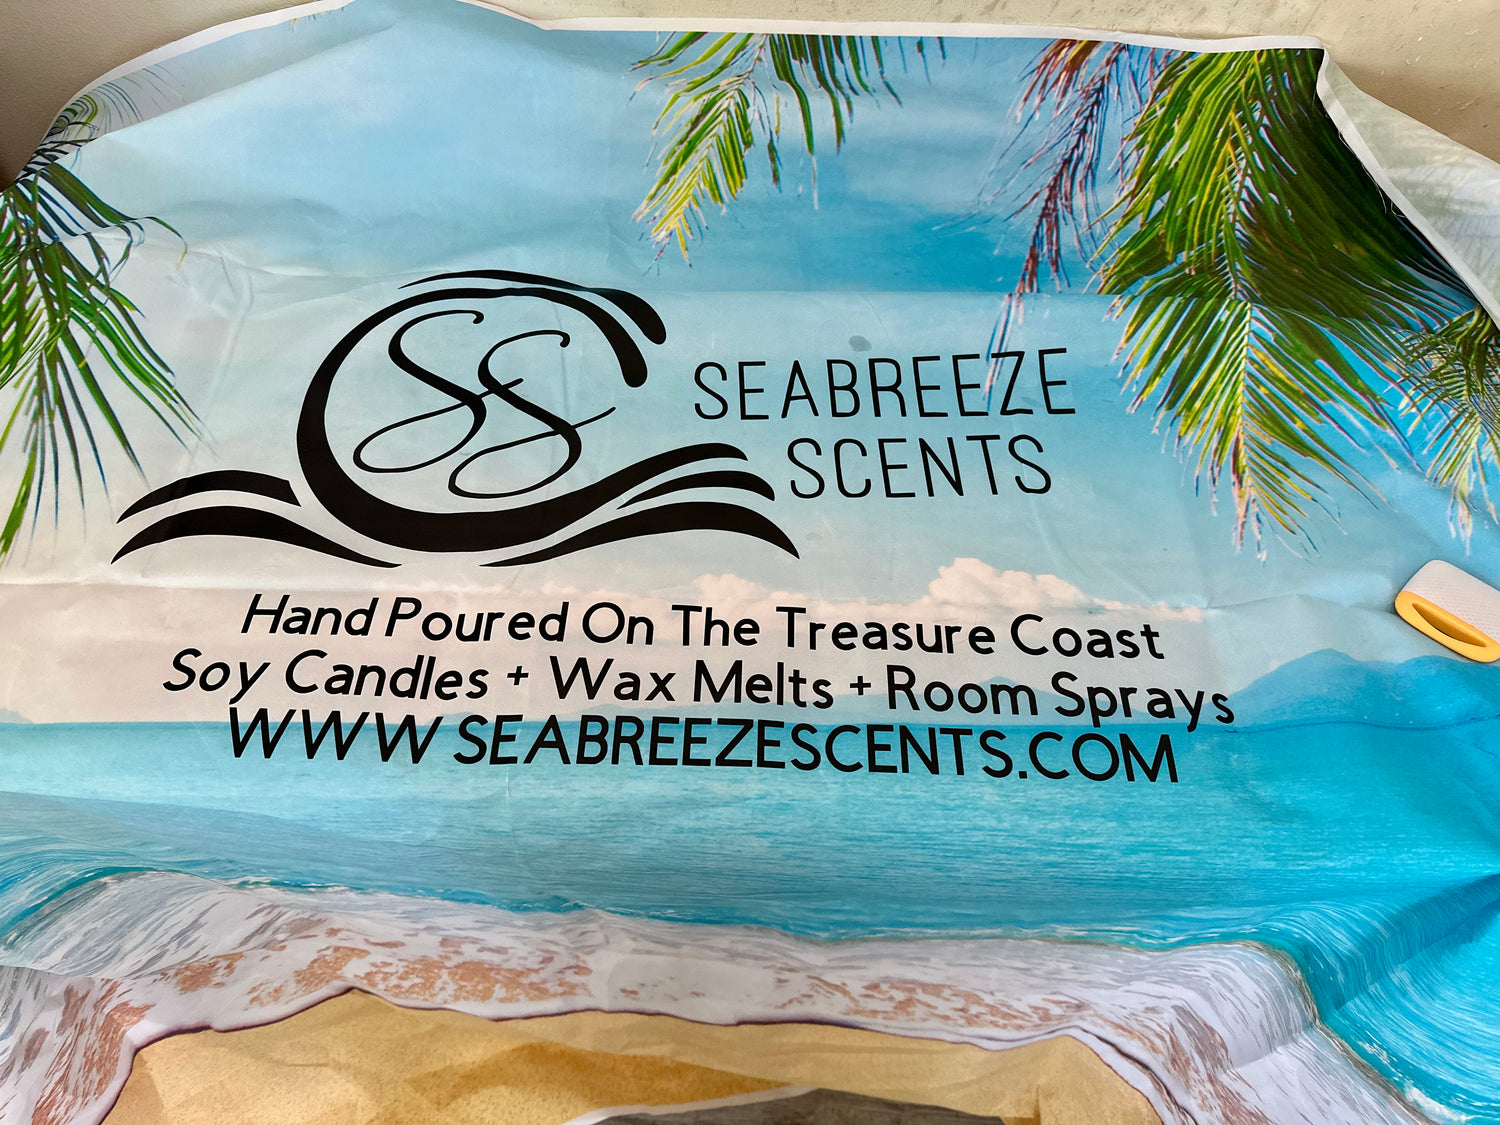 SS
SEABREEZE
SCENTS
Hand Poured On The Treasure Coast
Soy Candles + Wax Melts + Room Sprays
WWW SEABREEZESCENTS.COM